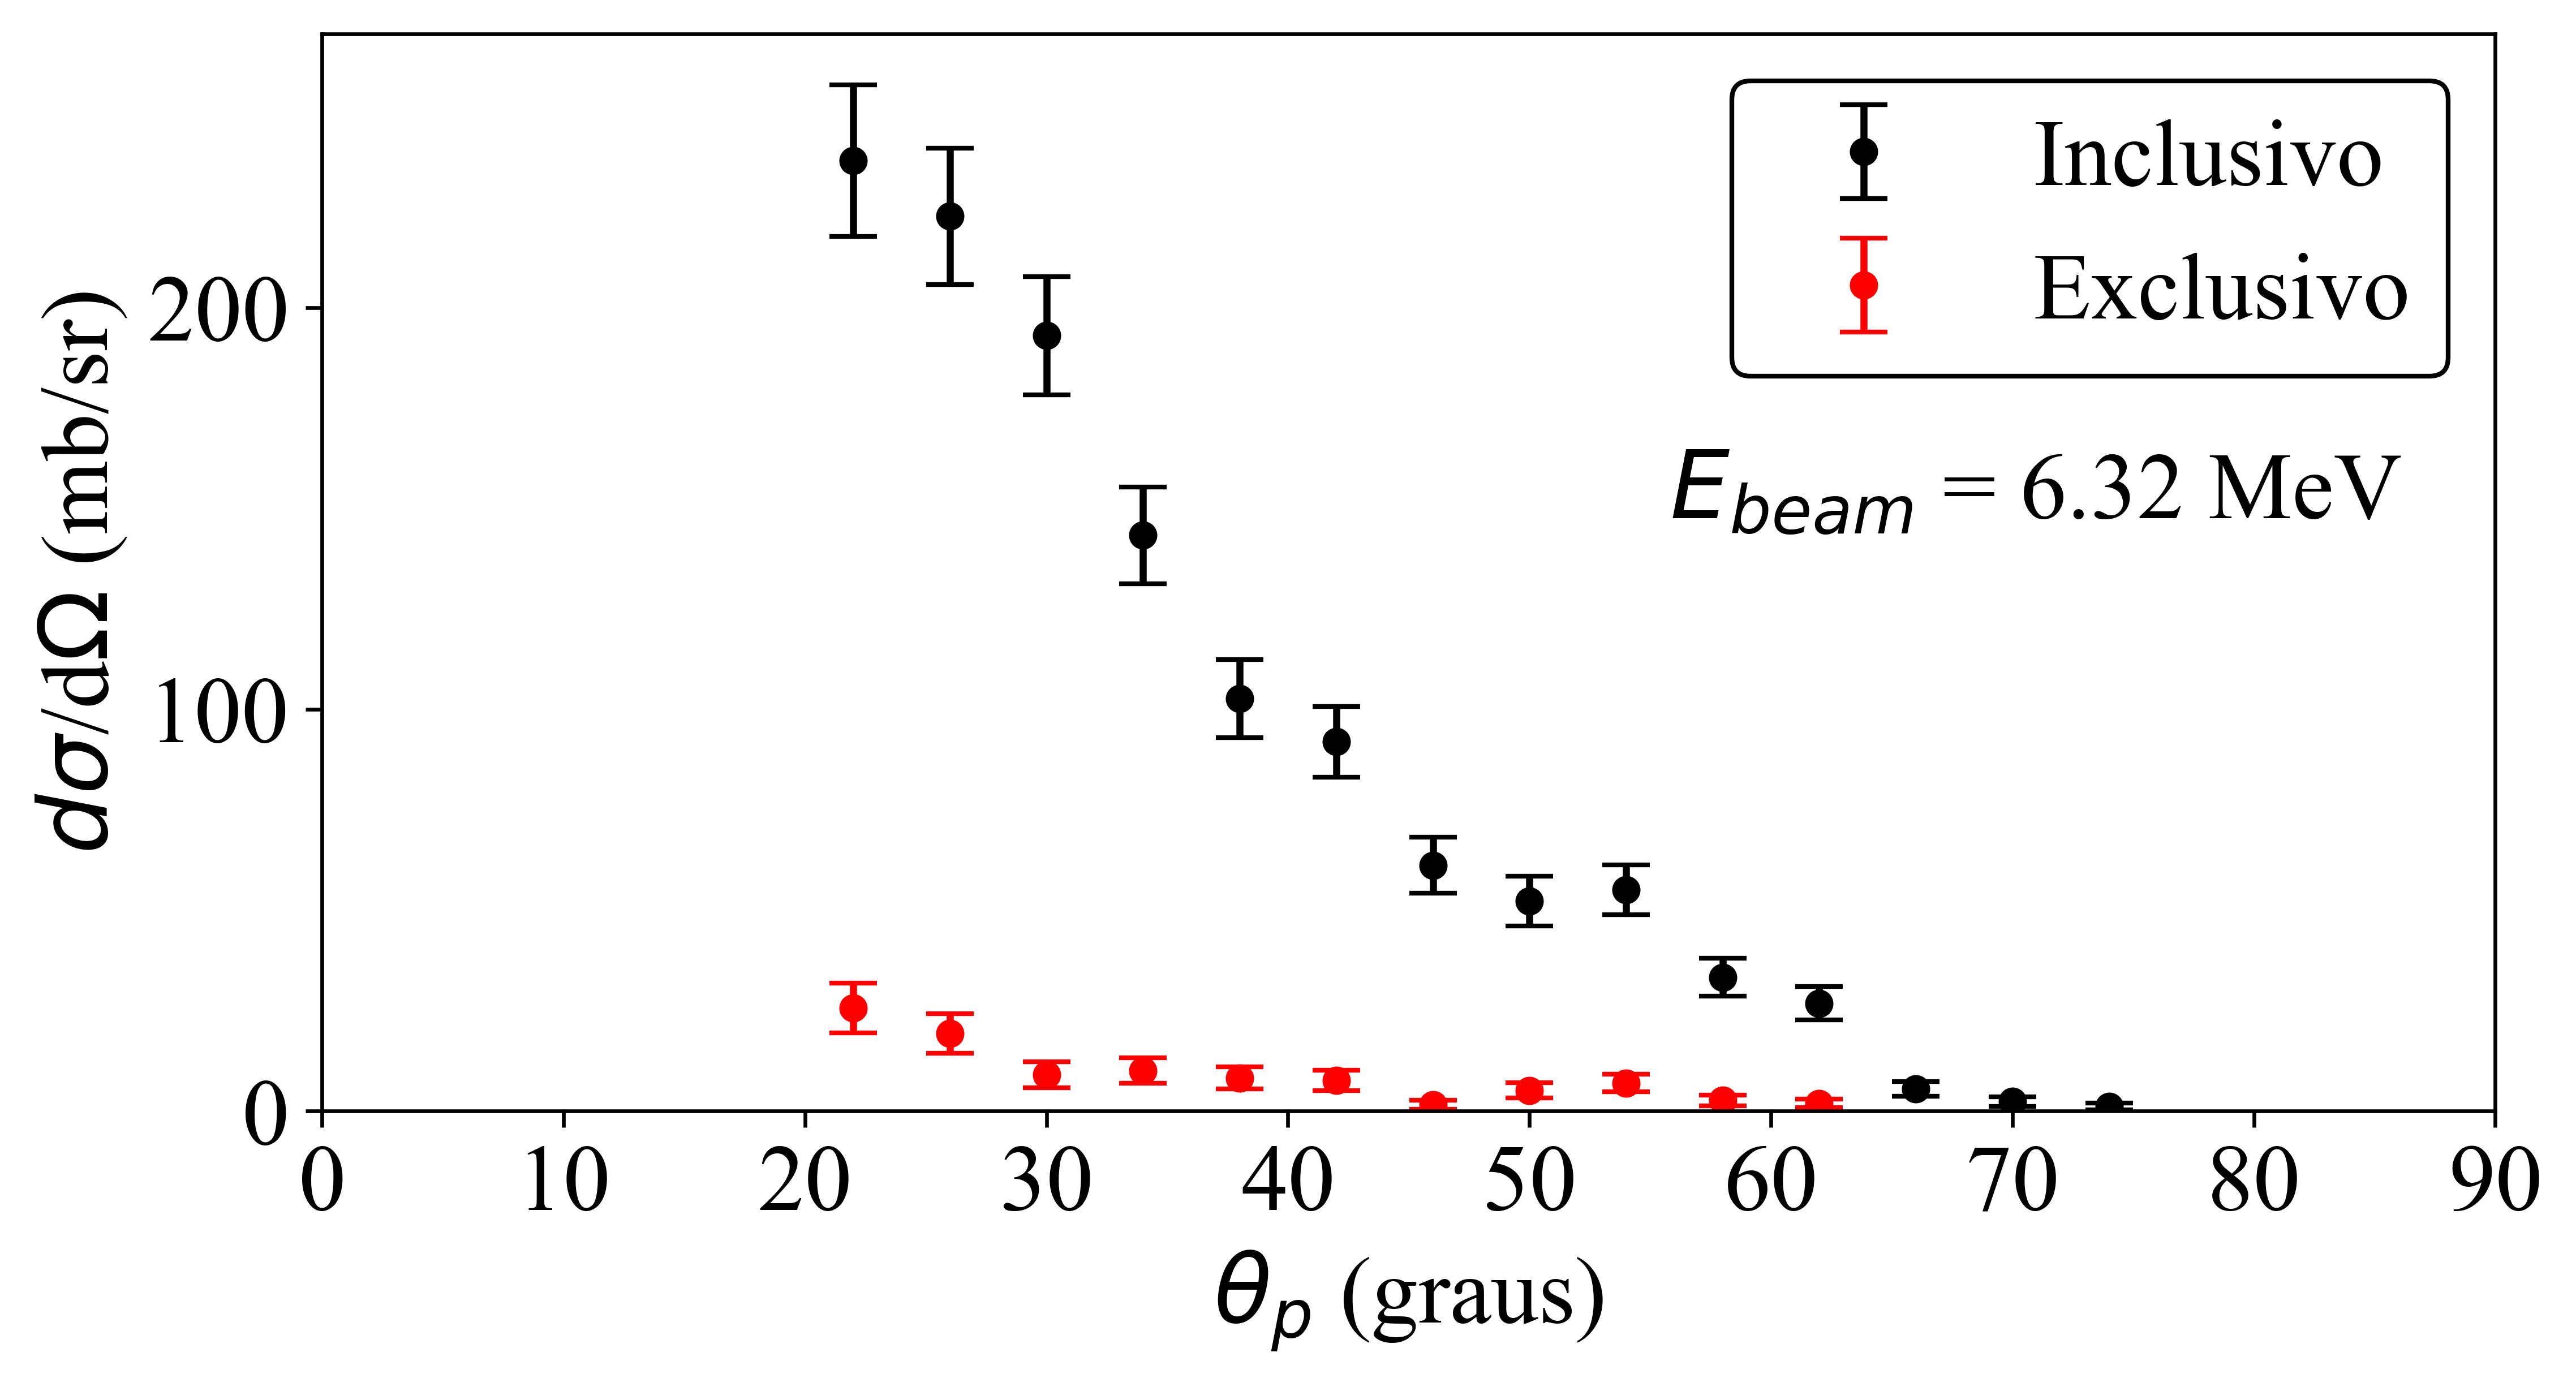 Inclusivo
Exclusivo
E_beam = 6.32 MeV
dσ/dΩ (mb/sr)
200
100
0
0 10 20 30 40 50 60 70 80 90
θ_p (graus)